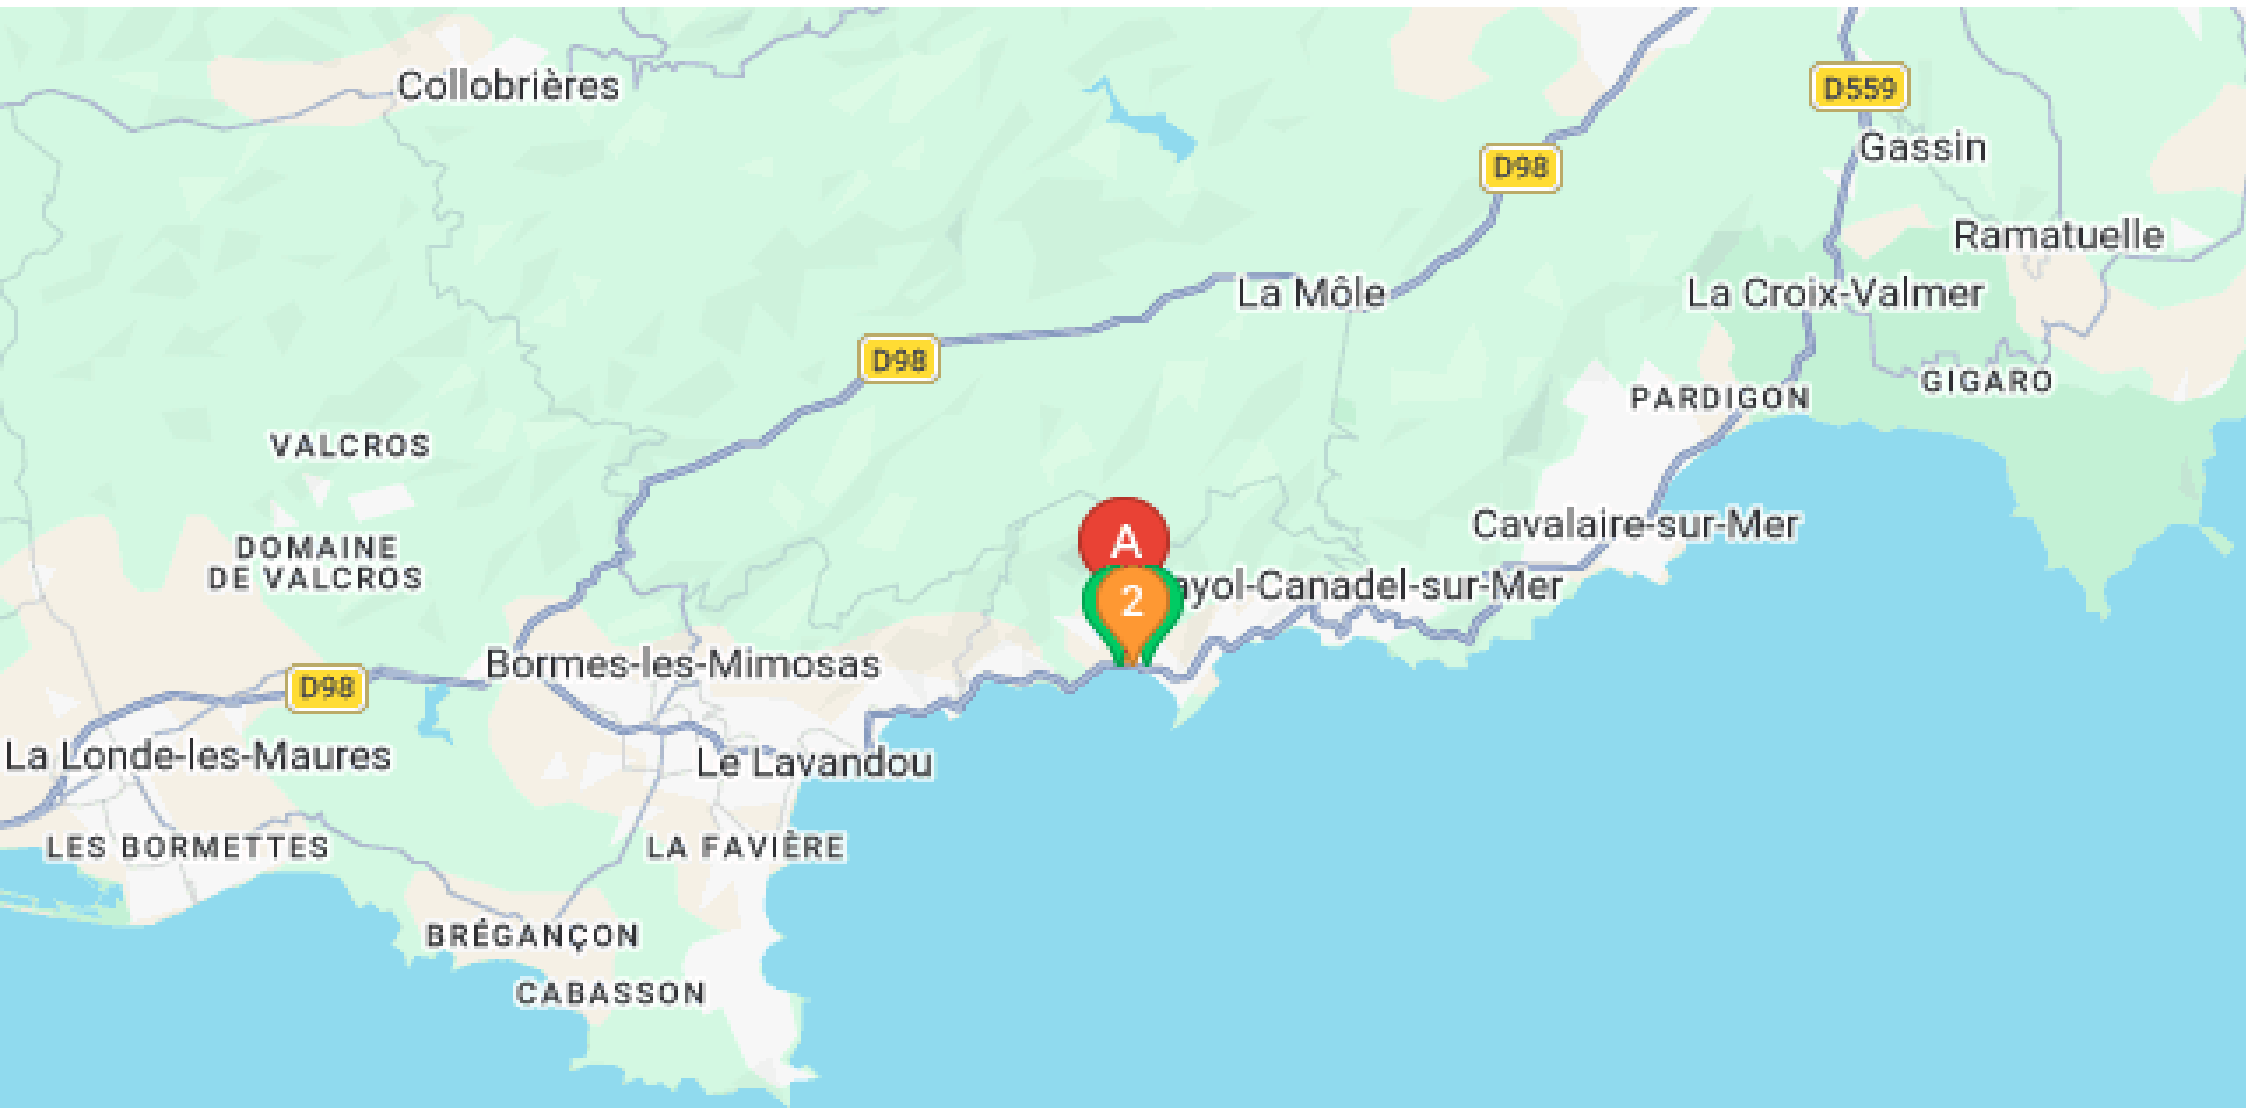 Collobrières
D559
Gassin
D98
Ramatuelle
La Môle
La Croix-Valmer
D98
GIGARO
PARDIGON
VALCROS
Cavalaire-sur-Mer
A
DOMAINE
DE VALCROS
ayol-Canadel-sur-Mer
2
Bormes-les-Mimosas
D98
La Londe-les-Maures
Le Lavandou
LES BORMETTES
LA FAVIÈRE
BRÉGANÇON
CABASSON